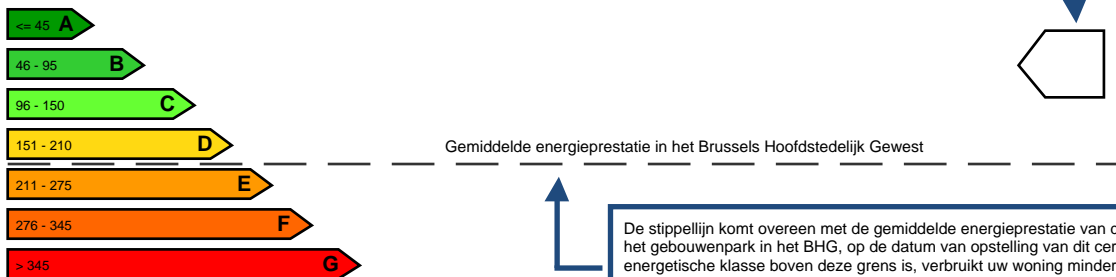 <= 45 A
46 - 95 B
96 - 150 C
151 - 210 D
Gemiddelde energieprestatie in het Brussels Hoofdstedelijk Gewest
211 - 275 E
276 - 345 F
> 345 G
De stippellijn komt overeen met de gemiddelde energieprestatie van
het gebouwenpark in het BHG, op de datum van opstelling van dit
energetische klasse boven deze grens is, verbruikt uw woning minder